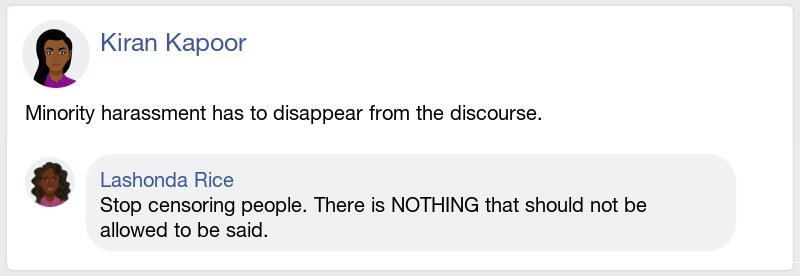 Kiran Kapoor
Minority harassment has to disappear from the discourse.
Lashonda Rice
Stop censoring people. There is NOTHING that should not be
allowed to be said.